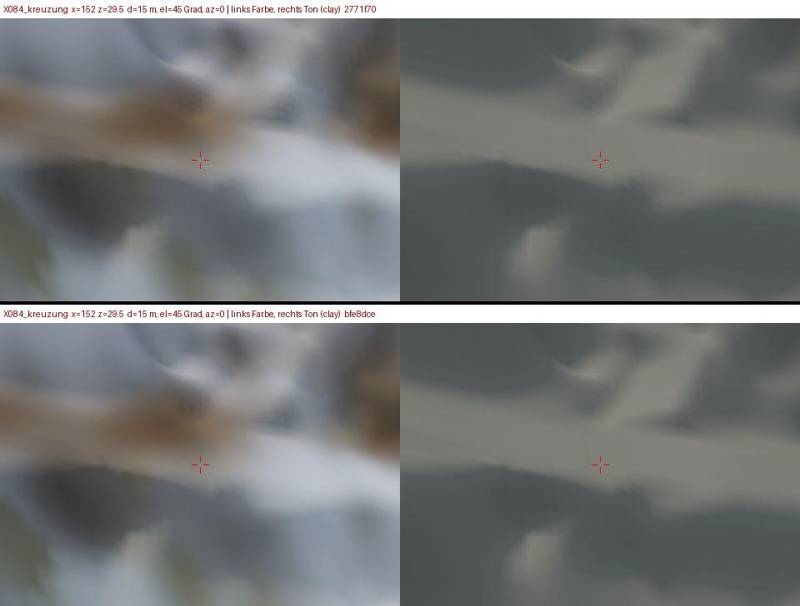 X084_kreuzung x=152 z=29.5 d=15 m, el=45 Grad, az=0 | links Farbe, rechts Ton (clay) 2771f70
X084_kreuzung x=152 z=29.5 d=15 m, el=45 Grad, az=0 | links Farbe, rechts Ton (clay) bfe8dce